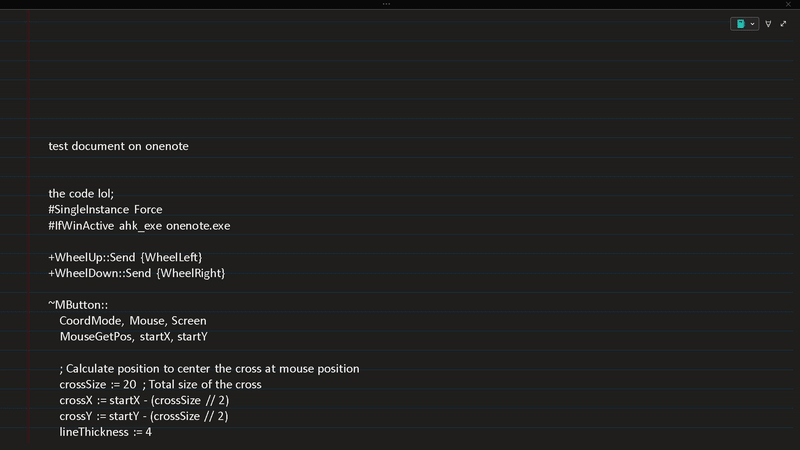 test document on onenote
the code lol;
#SingleInstance Force
#IfWinActive ahk_exe onenote.exe
+WheelUp::Send {WheelLeft}
+WheelDown::Send {WheelRight}
~MButton::
CoordMode, Mouse, Screen
MouseGetPos, startX, startY
; Calculate position to center the cross at mouse position
crossSize := 20 ; Total size of the cross
crossX := startX - (crossSize // 2)
crossY := startY - (crossSize // 2)
lineThickness := 4